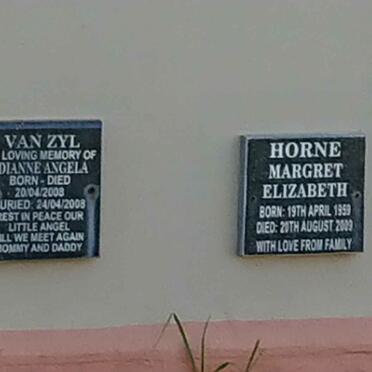 VAN ZYL
LOVING MEMORY OF
DIANNE ANGELA
BORN - DIED
20/04/2008
URIED: 24/04/2008
REST IN PEACE OUR
LITTLE ANGEL
ILL WE MEET AGAIN
MOMMY AND DADDY
HORNE
MARGRET
ELIZABETH
BORN: 19TH APRIL 1959
DIED: 20TH AUGUST 2009
WITH LOVE FROM FAMILY